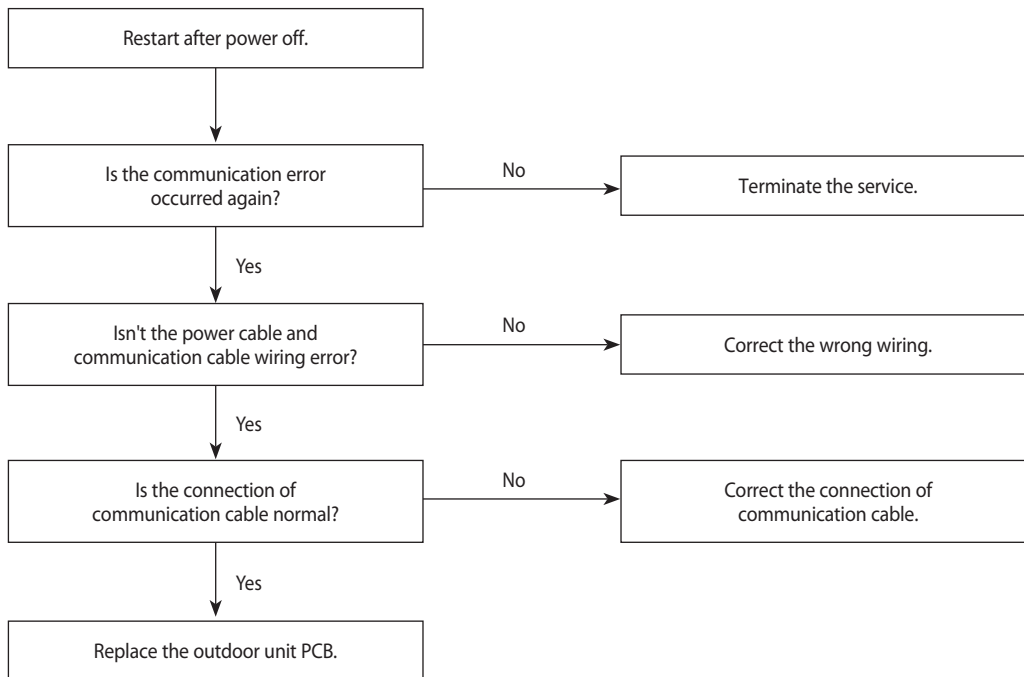 Restart after power off.
Is the communication error
occurred again?
No
Terminate the service.
Yes
Isn't the power cable and
communication cable wiring error?
No
Correct the wrong wiring.
Yes
Is the connection of
communication cable normal?
No
Correct the connection of
communication cable.
Yes
Replace the outdoor unit PCB.